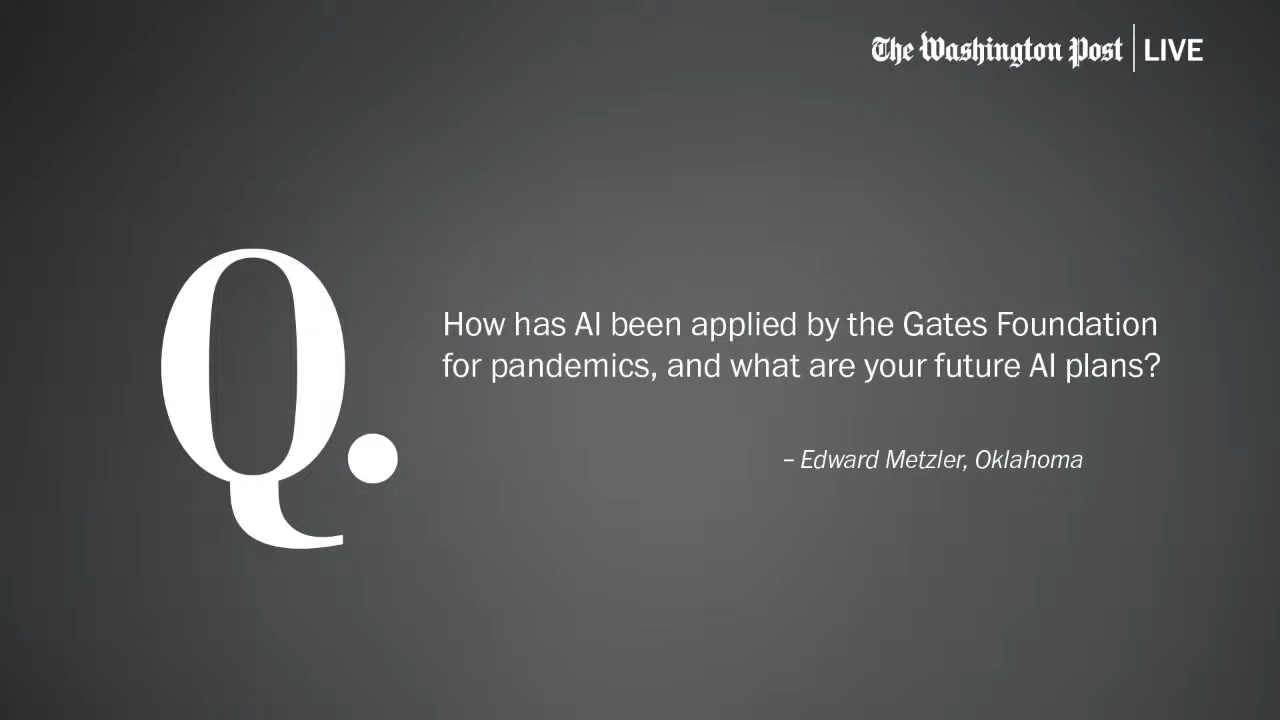 The Washington Post | LIVE
Q.
How has AI been applied by the Gates Foundation
for pandemics, and what are your future AI plans?
– Edward Metzler, Oklahoma